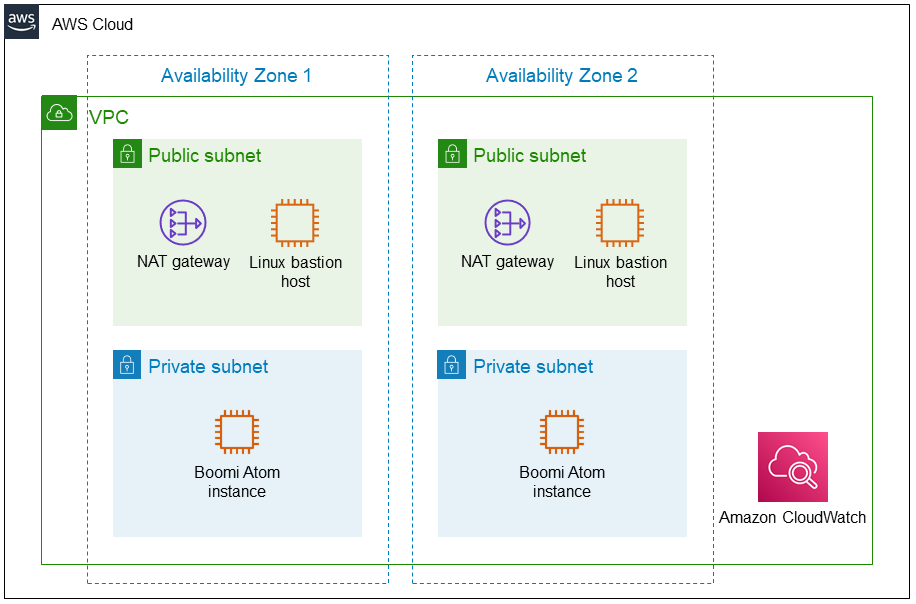 aws
AWS Cloud
Availability Zone 1
Availability Zone 2
VPC
Public subnet
NAT gateway
Linux bastion
host
Public subnet
NAT gateway
Linux bastion
host
Private subnet
Boomi Atom
instance
Private subnet
Boomi Atom
instance
Amazon CloudWatch